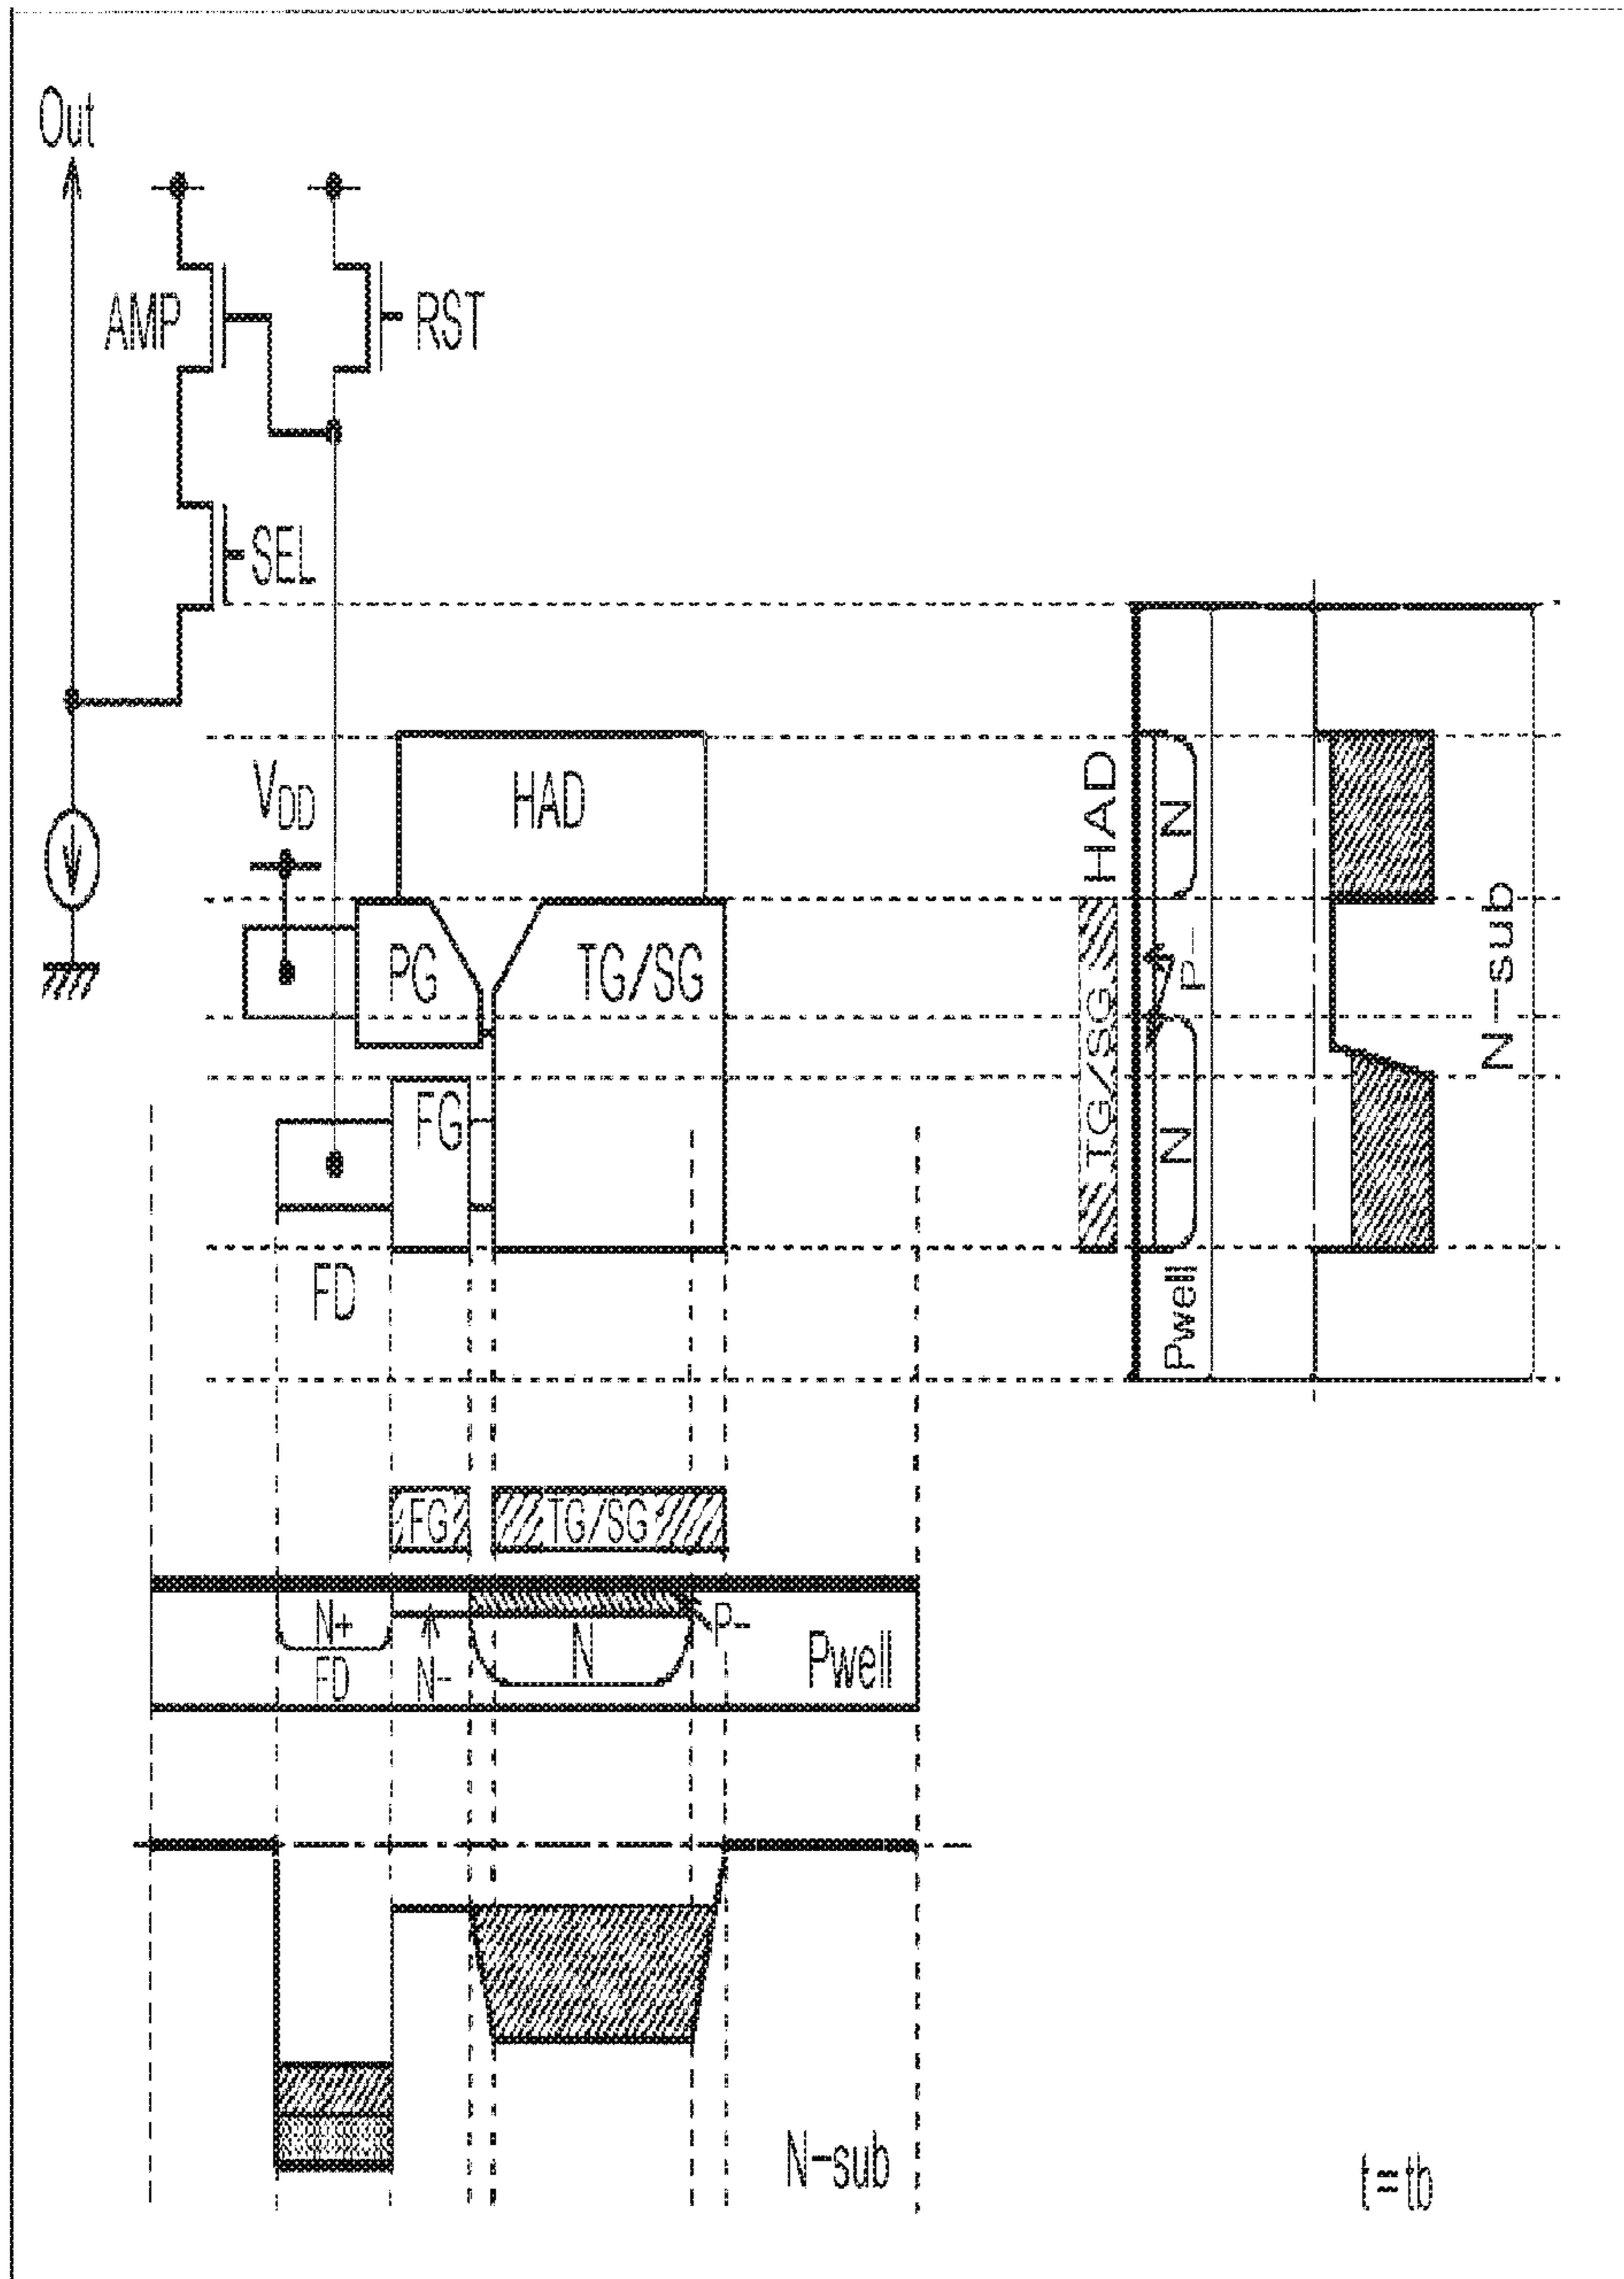 Out
AMP
RST
SEL
VDD
HAD
PG
TG/SG
FG
FD
HAD
TG/SG
N
P-
N
Pwell
N-sub
FG
TG/SG
N+
FD
N-
N
P-
Pwell
N-sub
t=tb